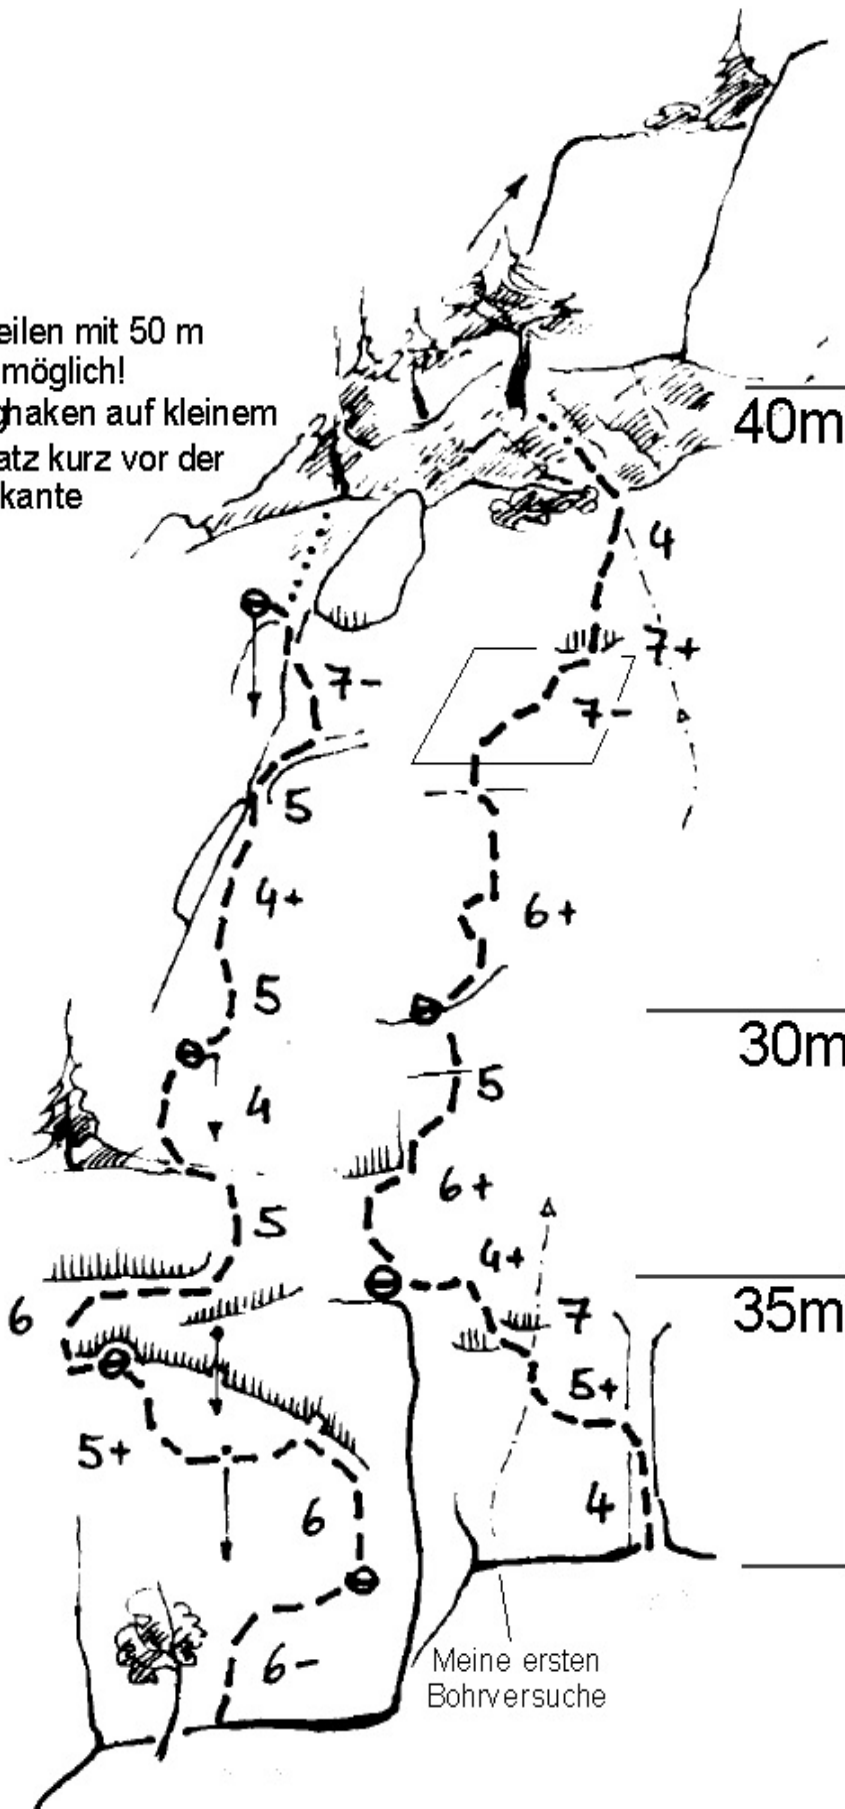 eilen mit 50 m
möglich!
ghaken auf kleinem
atz kurz vor der
kante
40m
4
7+
7-
7-
5
4+
6+
5
30m
5
4
6+
5
4+
6
7
35m
5+
5+
4
6
6-
Meine ersten
Bohrversuche